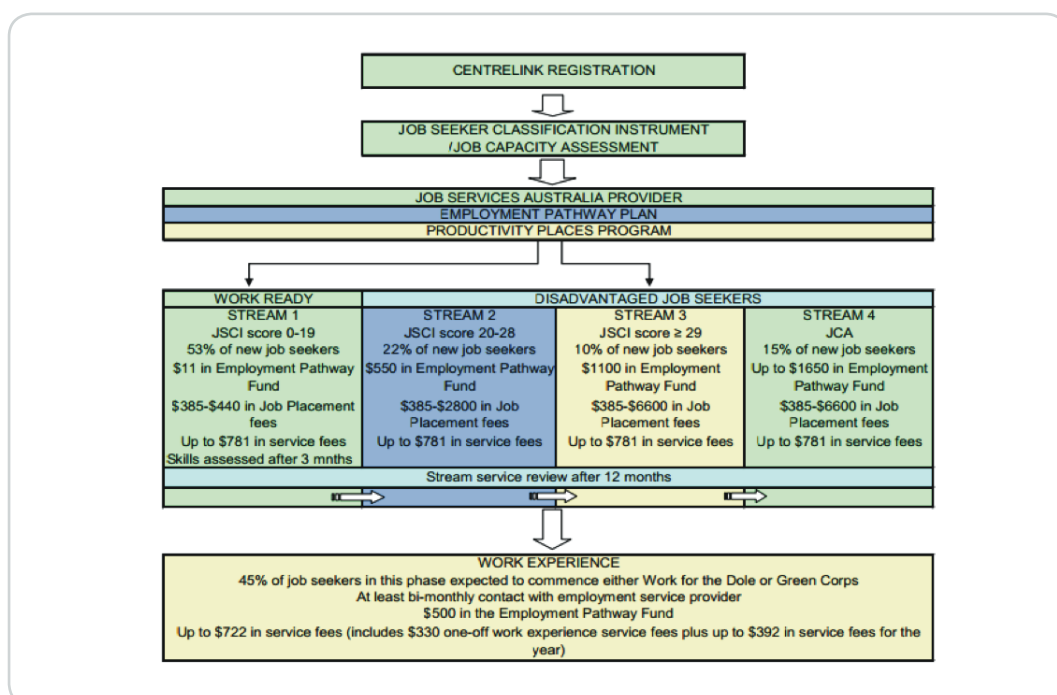 CENTRELINK REGISTRATION
JOB SEEKER CLASSIFICATION INSTRUMENT
/JOB CAPACITY ASSESSMENT
JOB SERVICES AUSTRALIA PROVIDER
EMPLOYMENT PATHWAY PLAN
PRODUCTIVITY PLACES PROGRAM
WORK READY
DISADVANTAGED JOB SEEKERS
STREAM 1
JSCI score 0-19
53% of new job seekers
$11 in Employment Pathway
Fund
$385-$440 in Job Placement
fees
Up to $781 in service fees
Skills assessed after 3 mnths
STREAM 2
JSCI score 20-28
22% of new job seekers
$550 in Employment Pathway
Fund
$385-$2800 in Job
Placement fees
Up to $781 in service fees
STREAM 3
JSCI score ≥ 29
10% of new job seekers
$1100 in Employment
Pathway Fund
$385-$6600 in Job
Placement fees
Up to $781 in service fees
STREAM 4
JCA
15% of new job seekers
Up to $1650 in Employment
Pathway Fund
$385-$6600 in Job
Placement fees
Up to $781 in service fees
Stream service review after 12 months
WORK EXPERIENCE
45% of job seekers in this phase expected to commence either Work for the Dole or Green Corps
At least bi-monthly contact with employment service provider
$500 in the Employment Pathway Fund
Up to $722 in service fees (includes $330 one-off work experience service fees plus up to $392 in service fees for the
year)